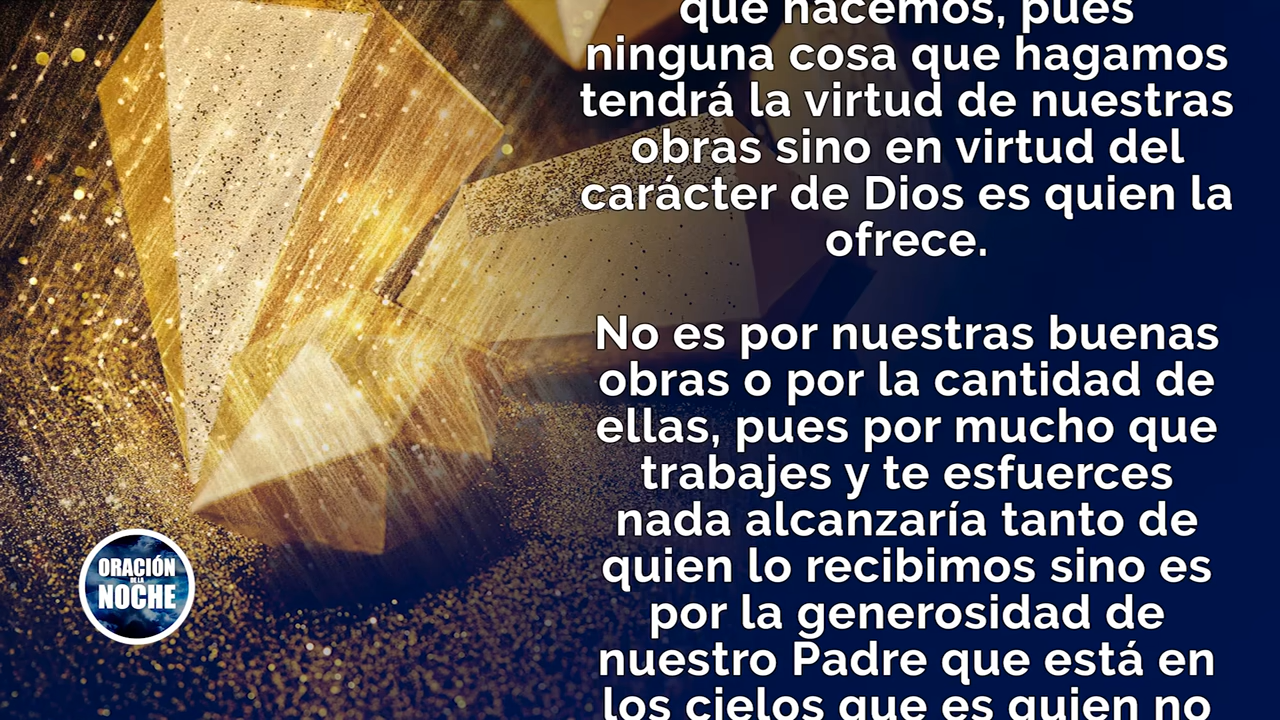 que hacemos, pues
ninguna cosa que hagamos
tendrá la virtud de nuestras
obras sino en virtud del
carácter de Dios es quien la
ofrece.
No es por nuestras buenas
obras o por la cantidad de
ellas, pues por mucho que
trabajes y te esfuerces
nada alcanzaría tanto de
quien lo recibimos sino es
por la generosidad de
nuestro Padre que está en
los cielos que es quien no
ORACIÓN
DE LA
NOCHE